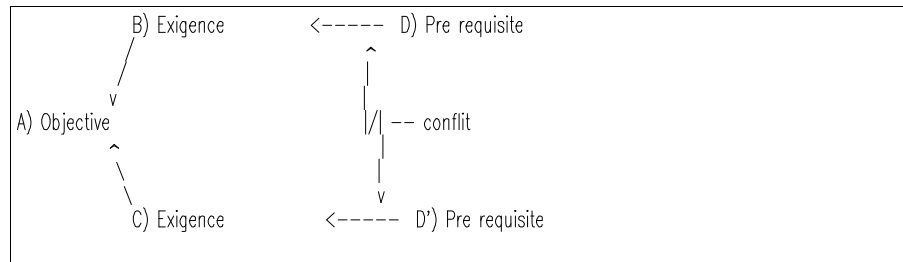 B) Exigence <----- D) Pre requisite
A) Objective |/| -- conflit
C) Exigence <----- D') Pre requisite